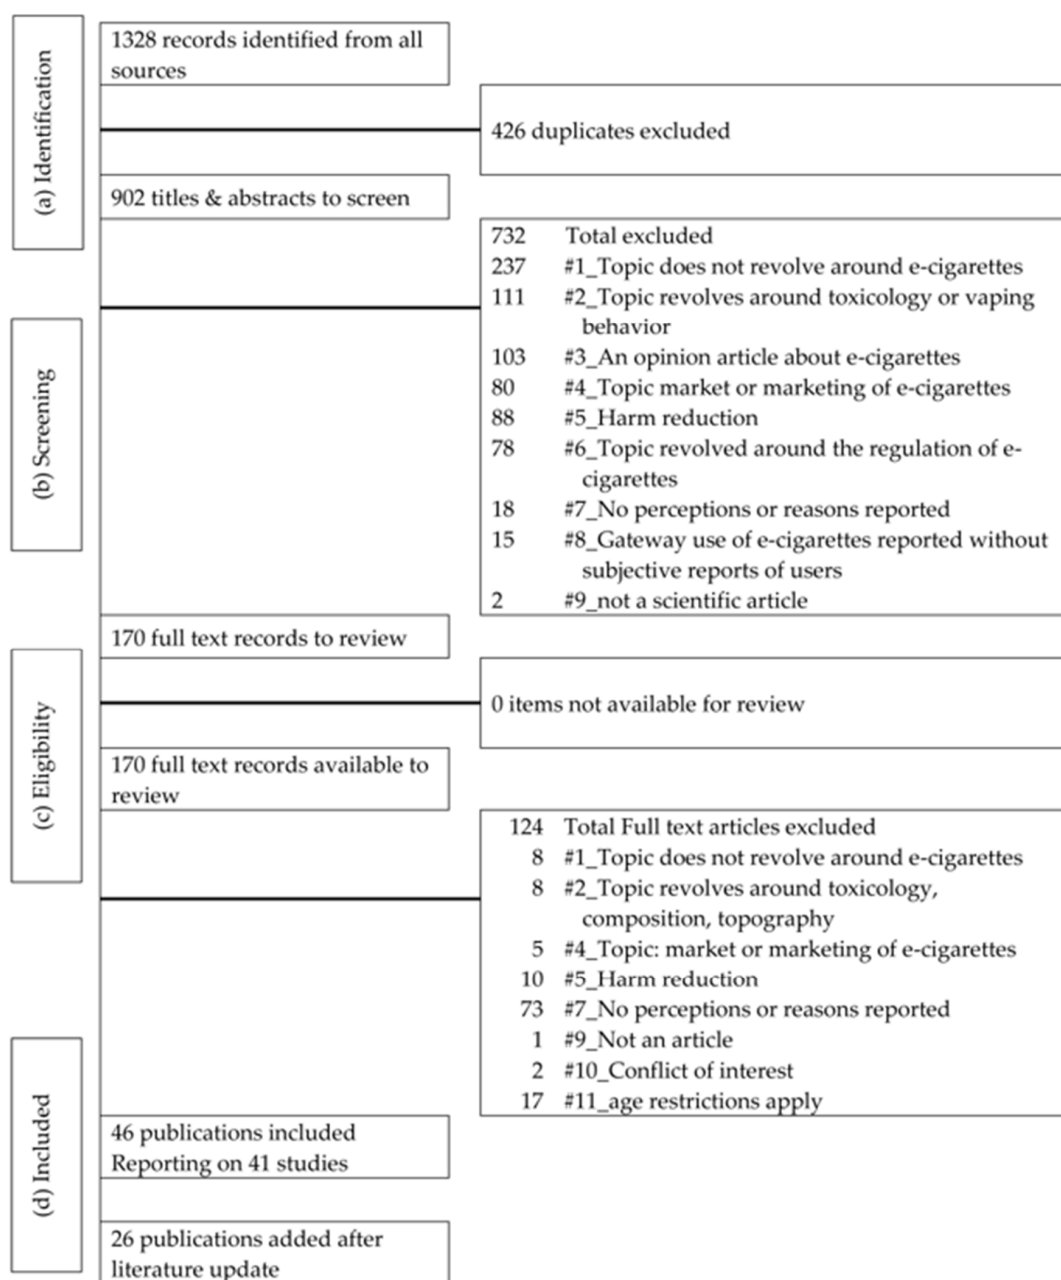 (a) Identification
1328 records identified from all
sources
426 duplicates excluded
902 titles & abstracts to screen
(b) Screening
732 Total excluded
237 #1_Topic does not revolve around e-cigarettes
111 #2_Topic revolves around toxicology or vaping
behavior
103 #3_An opinion article about e-cigarettes
80 #4_Topic market or marketing of e-cigarettes
88 #5_Harm reduction
78 #6_Topic revolved around the regulation of e-
cigarettes
18 #7_No perceptions or reasons reported
15 #8_Gateway use of e-cigarettes reported without
subjective reports of users
2 #9_not a scientific article
170 full text records to review
(c) Eligibility
0 items not available for review
170 full text records available to
review
124 Total Full text articles excluded
8 #1_Topic does not revolve around e-cigarettes
8 #2_Topic revolves around toxicology,
composition, topography
5 #4_Topic: market or marketing of e-cigarettes
10 #5_Harm reduction
73 #7_No perceptions or reasons reported
1 #9_Not an article
2 #10_Conflict of interest
17 #11_age restrictions apply
(d) Included
46 publications included
Reporting on 41 studies
26 publications added after
literature update